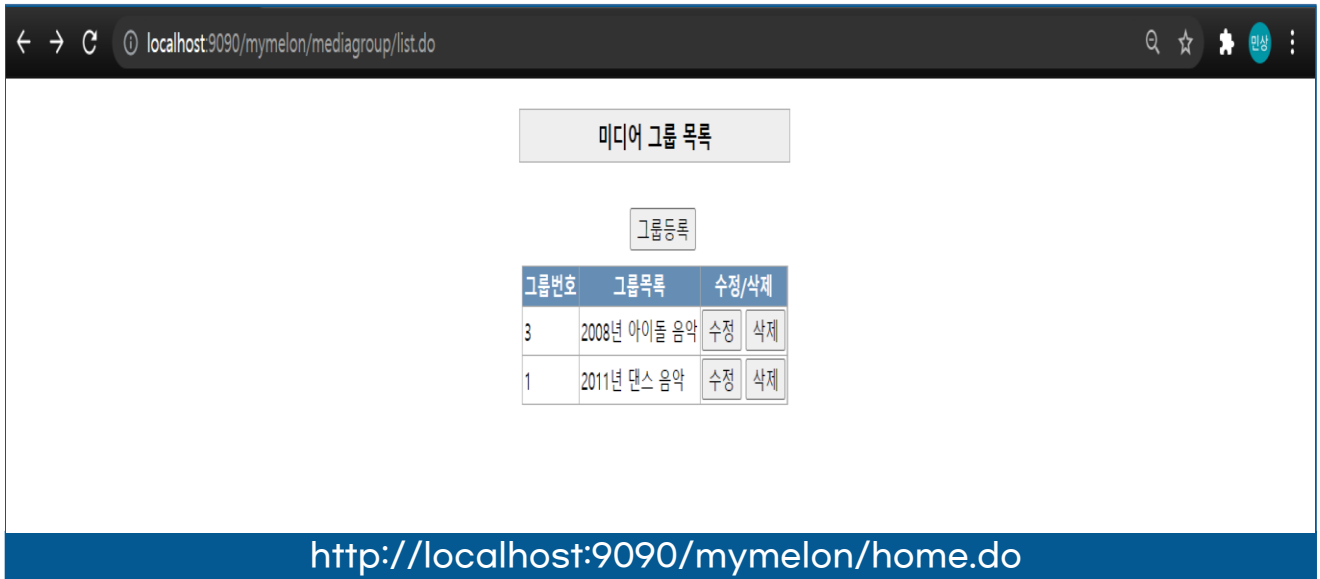 localhost:9090/mymelon/mediagroup/list.do
민상
미디어 그룹 목록
그룹등록
그룹번호 그룹목록 수정/삭제
3 2008년 아이돌 음악 수정 삭제
1 2011년 댄스 음악 수정 삭제
http://localhost:9090/mymelon/home.do